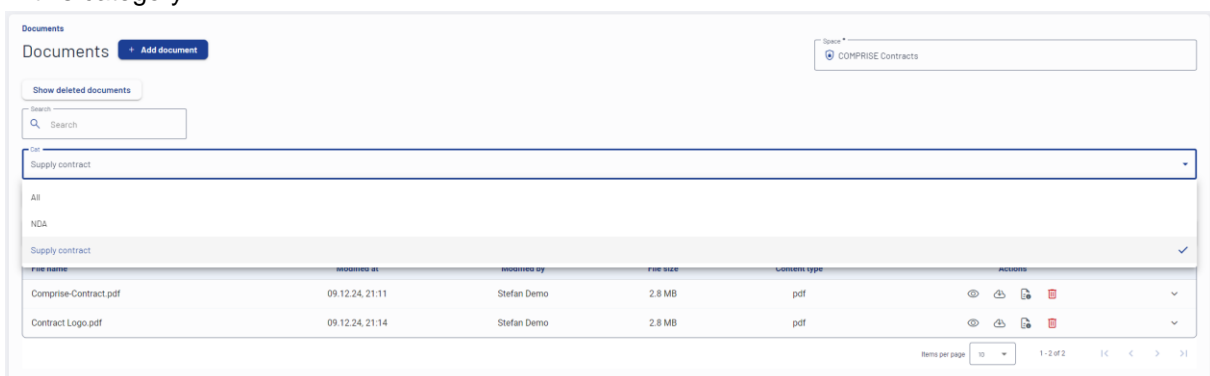 Documents
Documents + Add document
Space *
COMPRISE Contracts
Show deleted documents
Search
Search
Cat
Supply contract
All
NDA
Supply contract
File name Modified at Modified by File size Content type Actions
Comprise-Contract.pdf 09.12.24, 21:11 Stefan Demo 2.8 MB pdf
Contract Logo.pdf 09.12.24, 21:14 Stefan Demo 2.8 MB pdf
Items per page 10 1 - 2 of 2